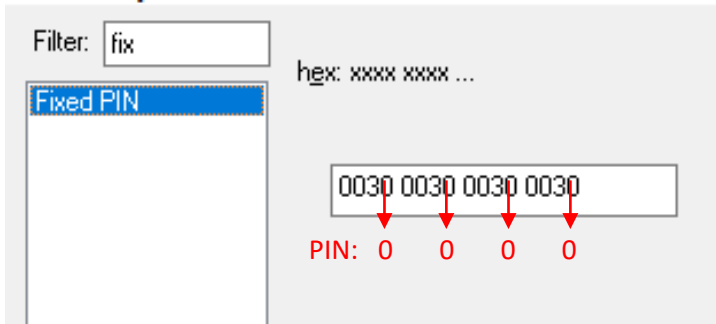 Filter: fix
hex: xxxx xxxx ...
Fixed PIN
0030 0030 0030 0030
PIN: 0 0 0 0